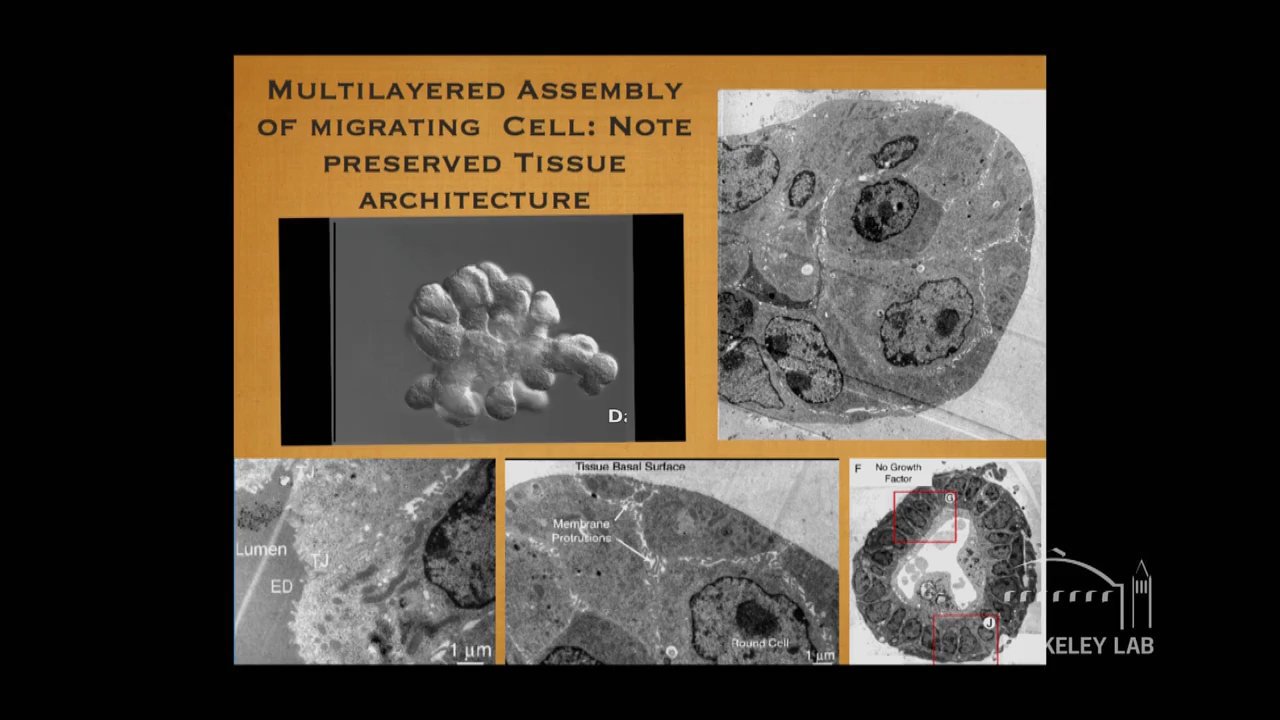 MULTILAYERED ASSEMBLY
OF MIGRATING CELL: NOTE
PRESERVED TISSUE
ARCHITECTURE
D:
TJ
Lumen
TJ
ED
1 µm
Tissue Basal Surface
Membrane
Protrusions
Round Cell
1 µm
F
No Growth
Factor
G
J
KELEY LAB